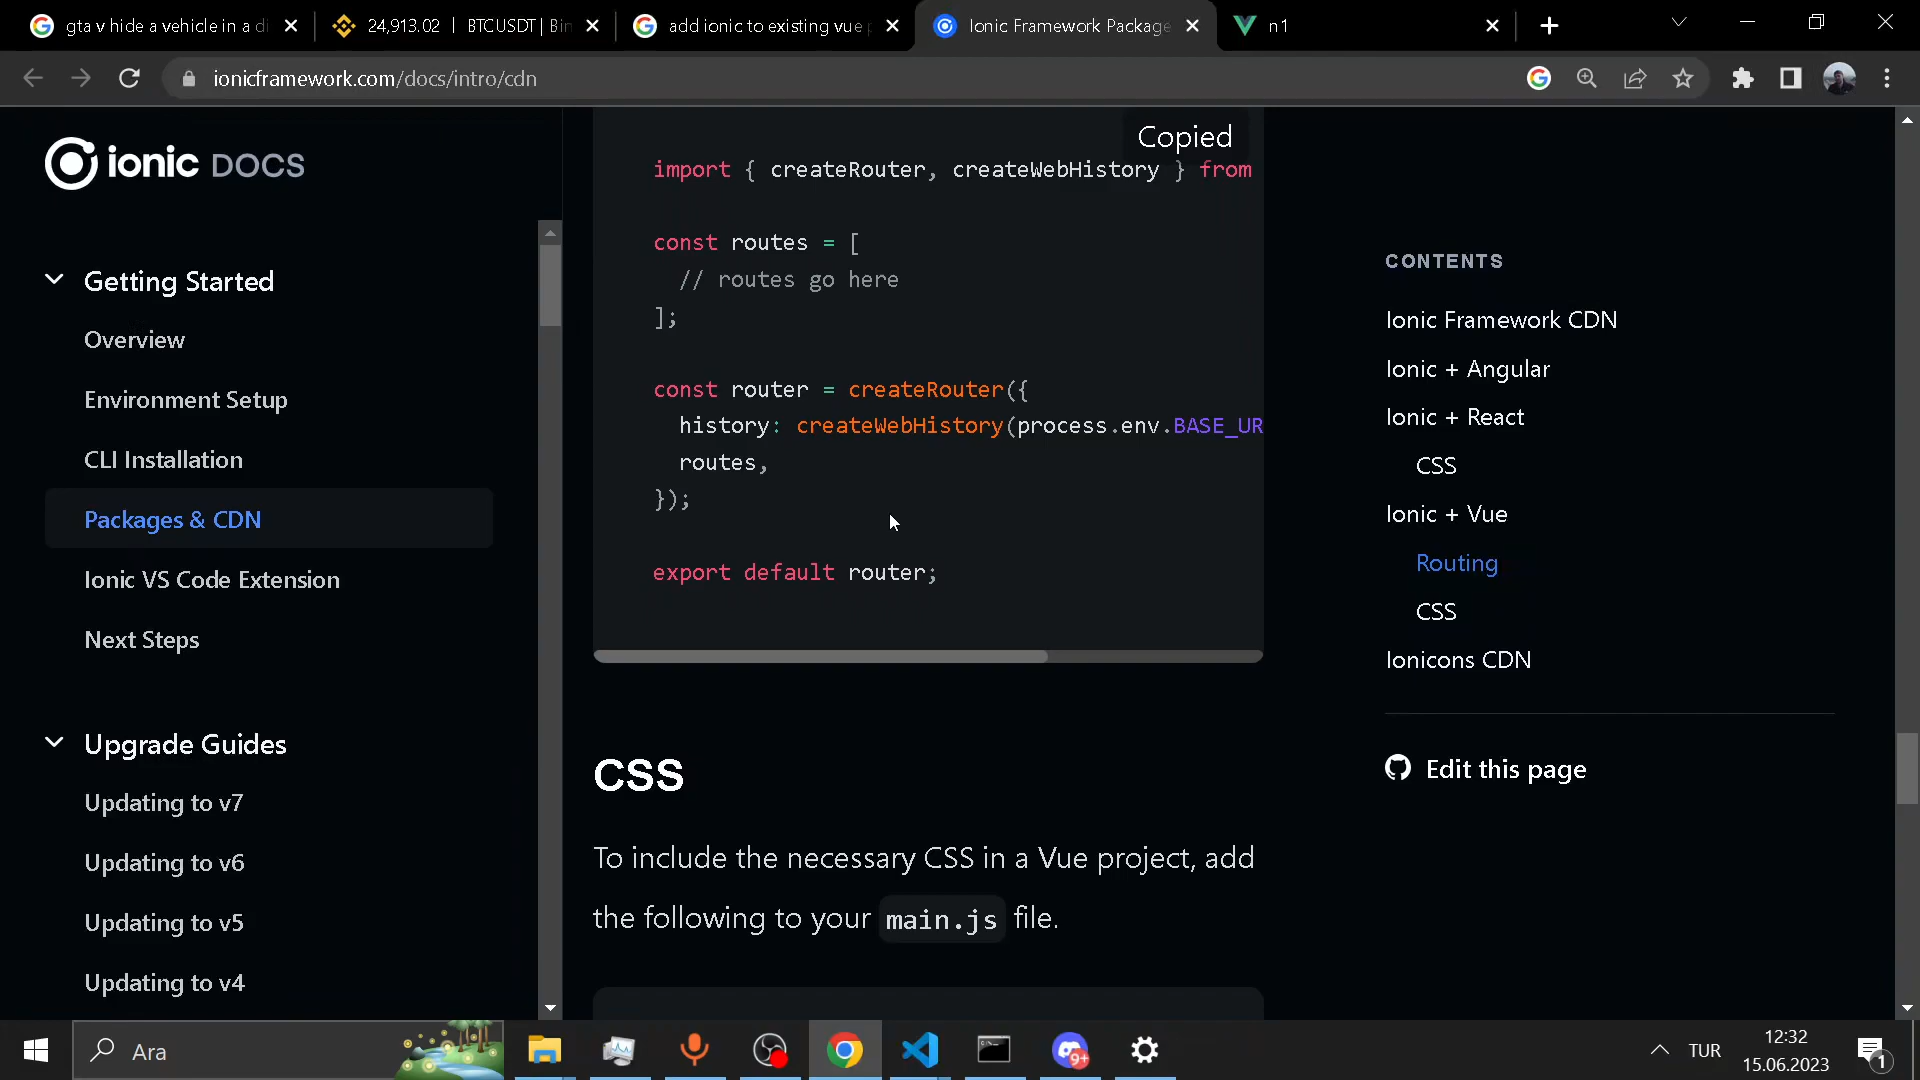 gta v hide a vehicle in a di
24,913.02 | BTCUSDT | Bin
add ionic to existing vue p
Ionic Framework Package
n1
ionicframework.com/docs/intro/cdn
ionic DOCS
Getting Started
Overview
Environment Setup
CLI Installation
Packages & CDN
Ionic VS Code Extension
Next Steps
Upgrade Guides
Updating to v7
Updating to v6
Updating to v5
Updating to v4
Copied
import { createRouter, createWebHistory } from
const routes = [
// routes go here
];
const router = createRouter({
history: createWebHistory(process.env.BASE_UR
routes,
});
export default router;
CSS
To include the necessary CSS in a Vue project, add
the following to your main.js file.
CONTENTS
Ionic Framework CDN
Ionic + Angular
Ionic + React
CSS
Ionic + Vue
Routing
CSS
Ionicons CDN
Edit this page
Ara
9+
TUR
12:32
15.06.2023
1